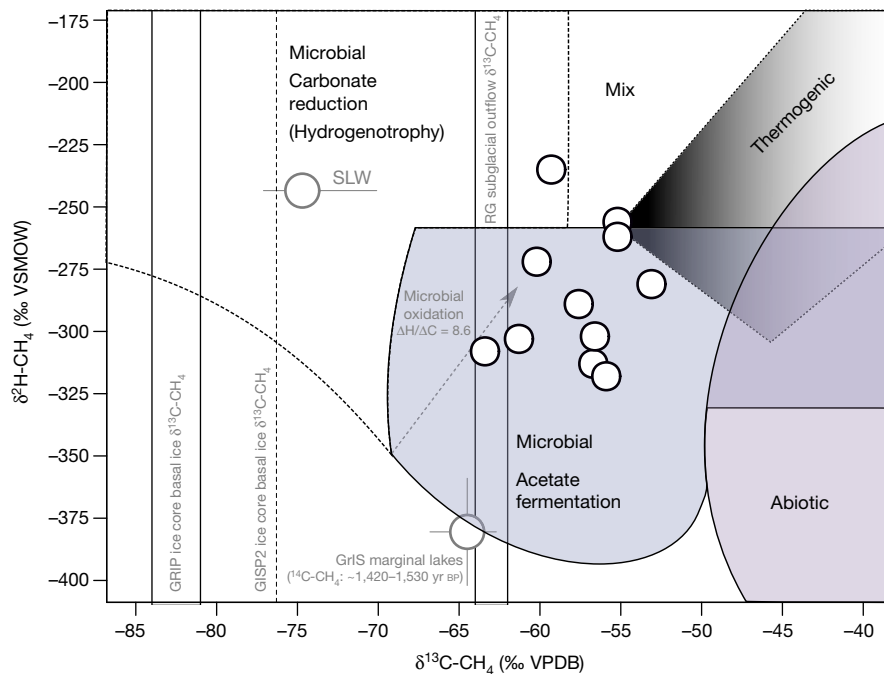 −175
−200
−225
−250
−275
−300
−325
−350
−375
−400
δ²H-CH₄ (‰ VSMOW)
Microbial
Carbonate
reduction
(Hydrogenotrophy)
SLW
RG subglacial outflow δ¹³C-CH₄
Mix
Thermogenic
Microbial
oxidation
ΔH/ΔC = 8.6
GRIP ice core basal ice δ¹³C-CH₄
GISP2 ice core basal ice δ¹³C-CH₄
Microbial
Acetate
fermentation
Abiotic
GrIS marginal lakes
(¹⁴C-CH₄: ~1,420–1,530 yr BP)
−85
−80
−75
−70
−65
−60
−55
−50
−45
−40
δ¹³C-CH₄ (‰ VPDB)